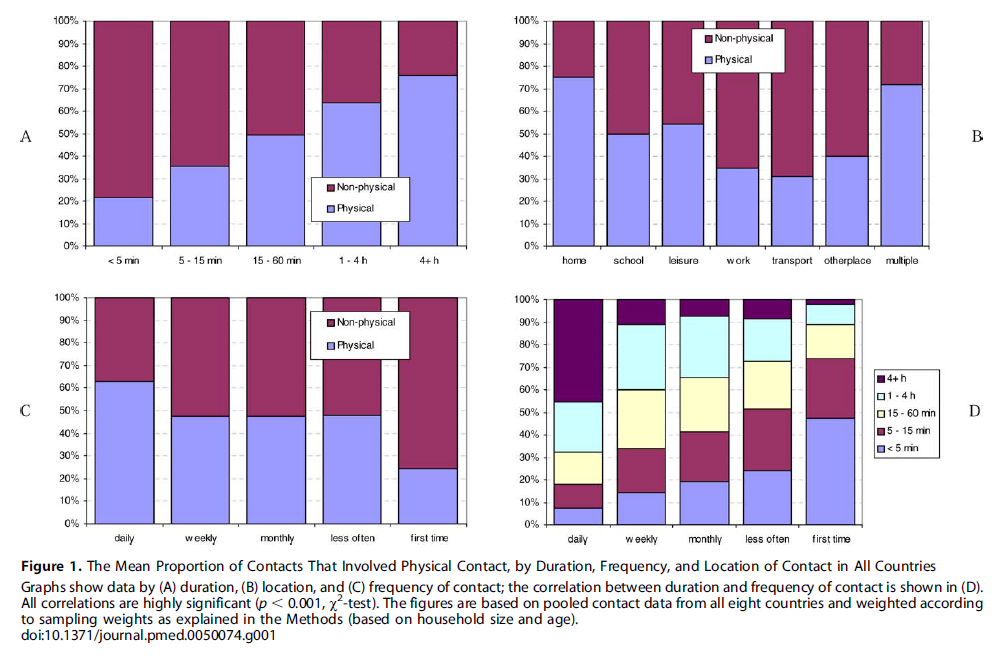 100%
90%
80%
70%
60%
50%
40%
30%
20%
10%
0%
Non-physical
Physical
< 5 min
5 - 15 min
15 - 60 min
1 - 4 h
4+ h
A
100%
90%
80%
70%
60%
50%
40%
30%
20%
10%
0%
Non-physical
Physical
home
school
leisure
work
transport
otherplace
multiple
B
100%
90%
80%
70%
60%
50%
40%
30%
20%
10%
0%
Non-physical
Physical
daily
weekly
monthly
less often
first time
C
100%
90%
80%
70%
60%
50%
40%
30%
20%
10%
0%
daily
weekly
monthly
less often
first time
4+ h
1 - 4 h
15 - 60 min
5 - 15 min
< 5 min
D
Figure 1. The Mean Proportion of Contacts That Involved Physical Contact, by Duration, Frequency, and Location of Contact in All Countries
Graphs show data by (A) duration, (B) location, and (C) frequency of contact; the correlation between duration and frequency of contact is shown in (D).
All correlations are highly significant (p < 0.001, χ²-test). The figures are based on pooled contact data from all eight countries and weighted according
to sampling weights as explained in the Methods (based on household size and age).
doi:10.1371/journal.pmed.0050074.g001